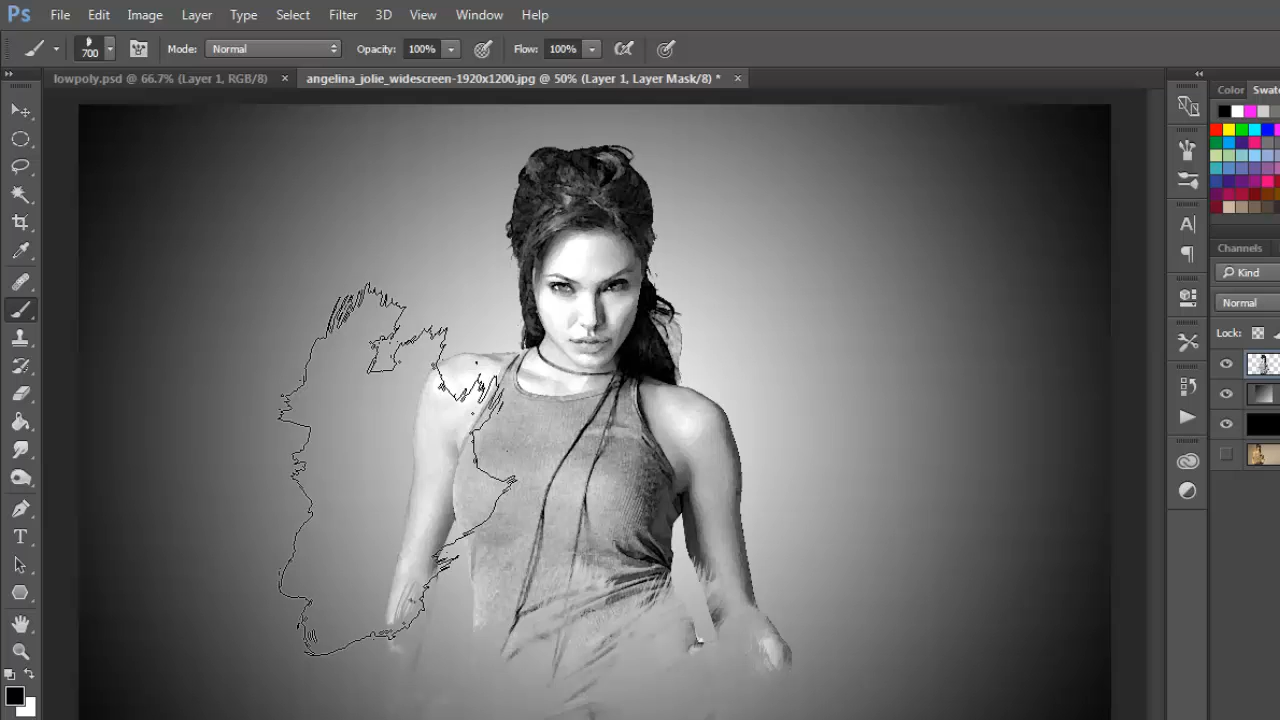 Ps File Edit Image Layer Type Select Filter 3D View Window Help
700 Mode: Normal Opacity: 100% Flow: 100%
lowpoly.psd @ 66.7% (Layer 1, RGB/8) × angelina_jolie_widescreen-1920x1200.jpg @ 50% (Layer 1, Layer Mask/8) * ×
Color Swatc
Channels
Kind
Normal
Lock: